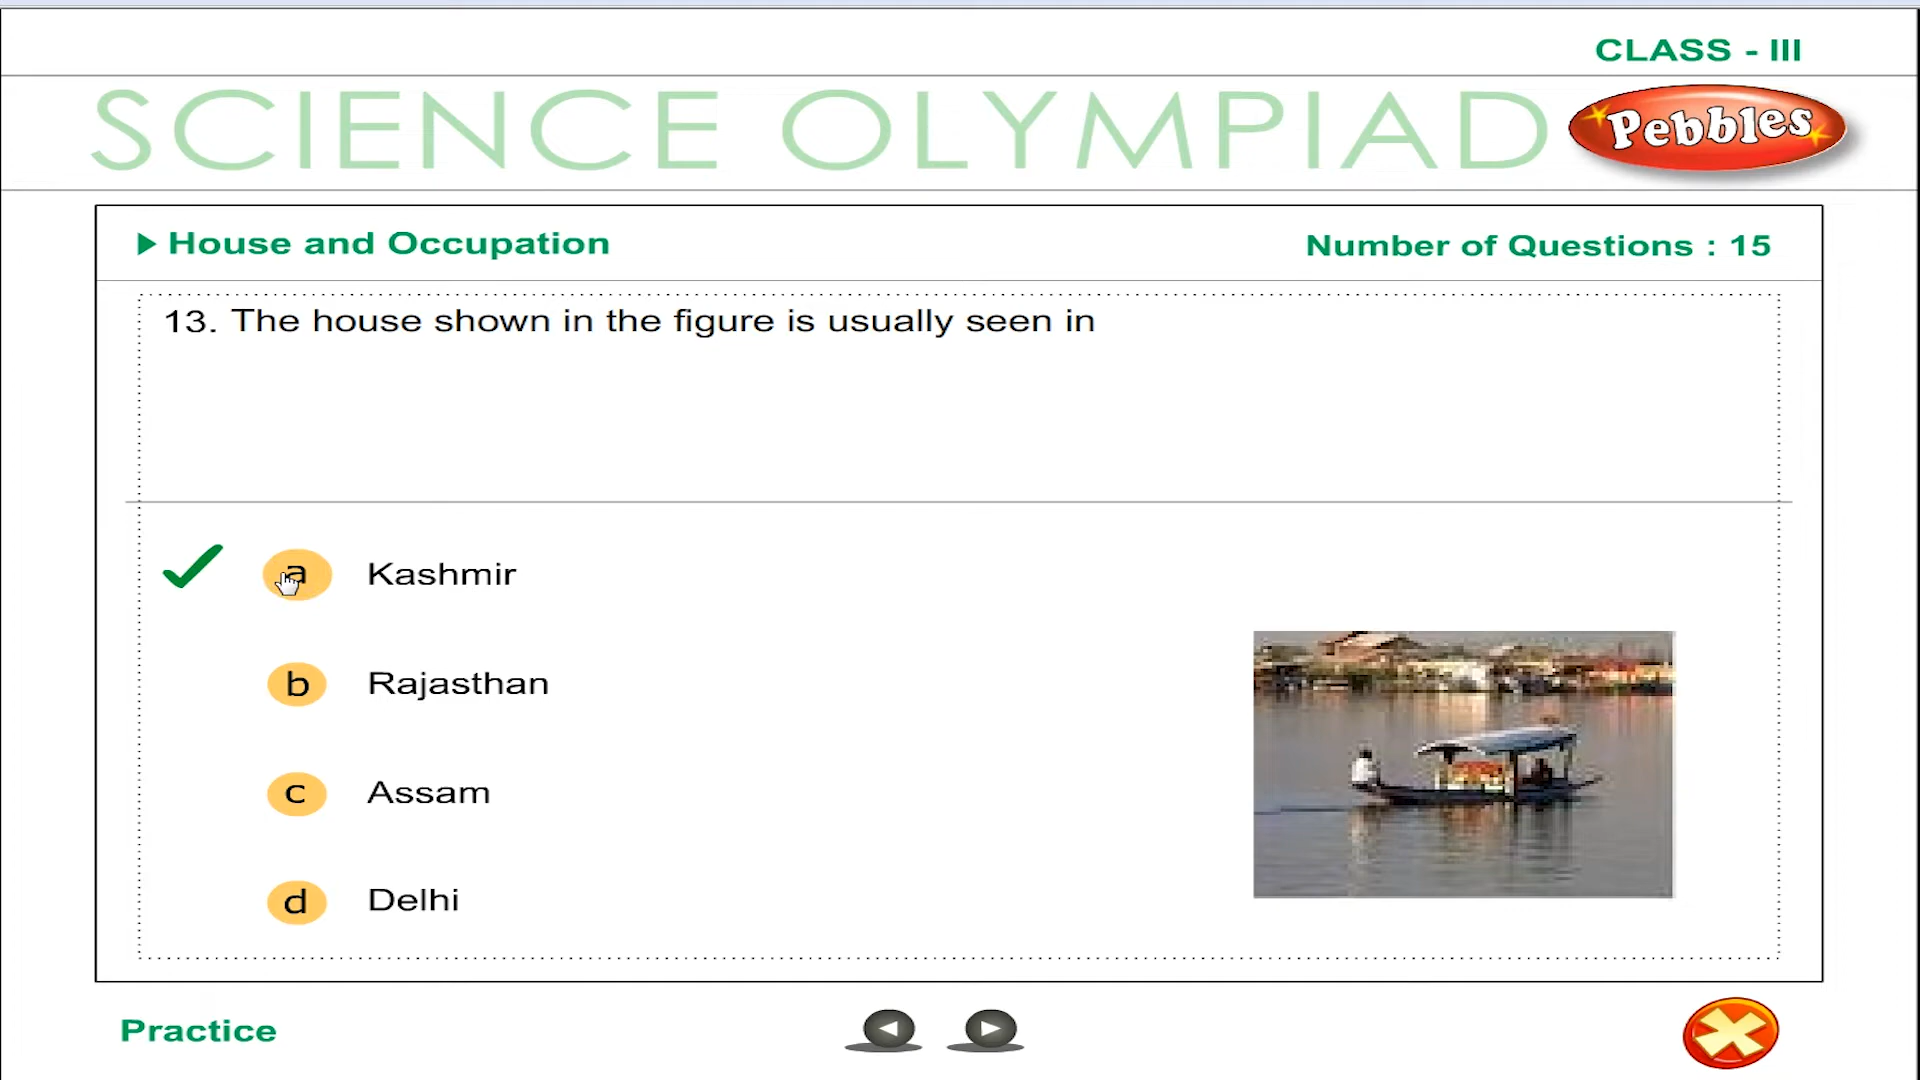 CLASS - III
SCIENCE OLYMPIAD
Pebbles
House and Occupation
Number of Questions : 15
13. The house shown in the figure is usually seen in
a Kashmir
b Rajasthan
c Assam
d Delhi
Practice